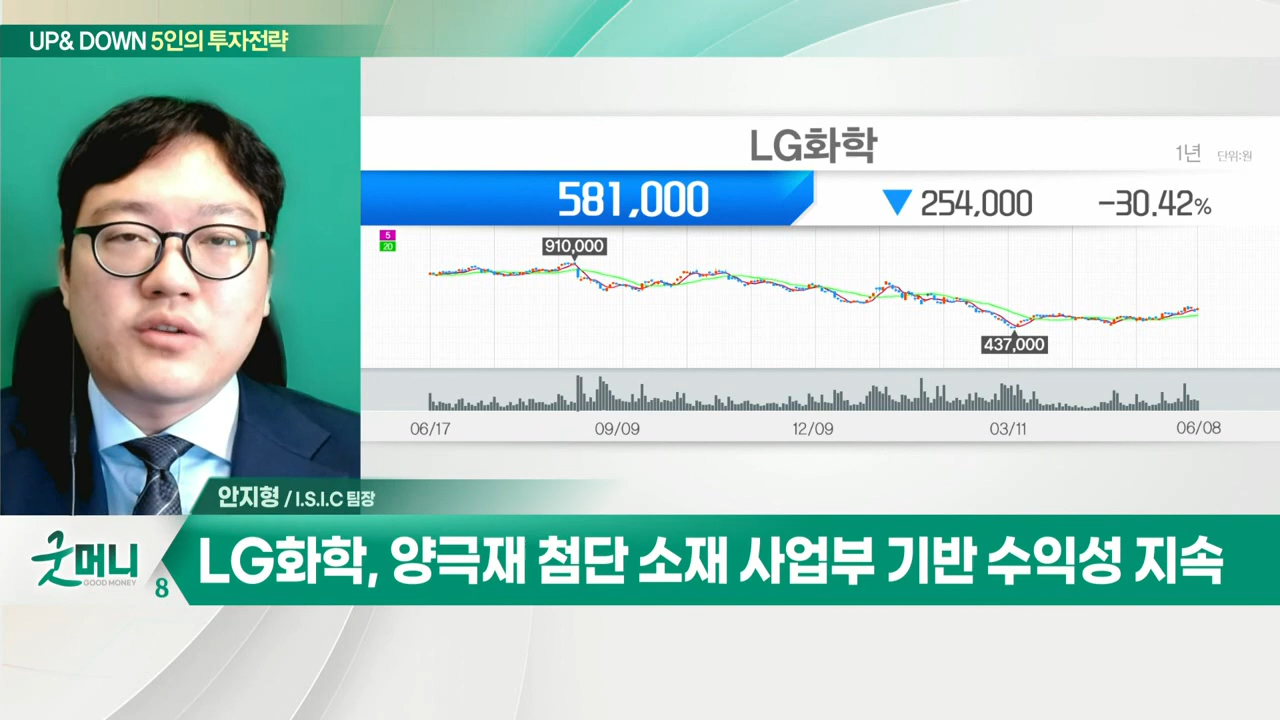 UP& DOWN 5인의 투자전략
LG화학
1년 단위:원
581,000 ▼ 254,000 -30.42%
5
20
910,000
437,000
06/17 09/09 12/09 03/11 06/08
안지형 / I.S.I.C 팀장
굿머니
GOOD MONEY
8
LG화학, 양극재 첨단 소재 사업부 기반 수익성 지속